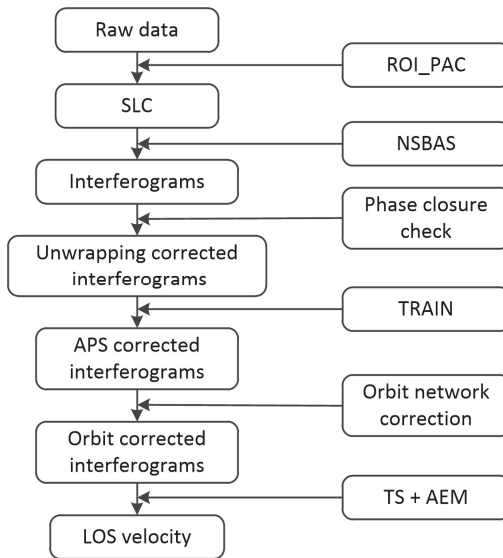 Raw data
ROI_PAC
SLC
NSBAS
Interferograms
Phase closure
check
Unwrapping corrected
interferograms
TRAIN
APS corrected
interferograms
Orbit network
correction
Orbit corrected
interferograms
TS + AEM
LOS velocity